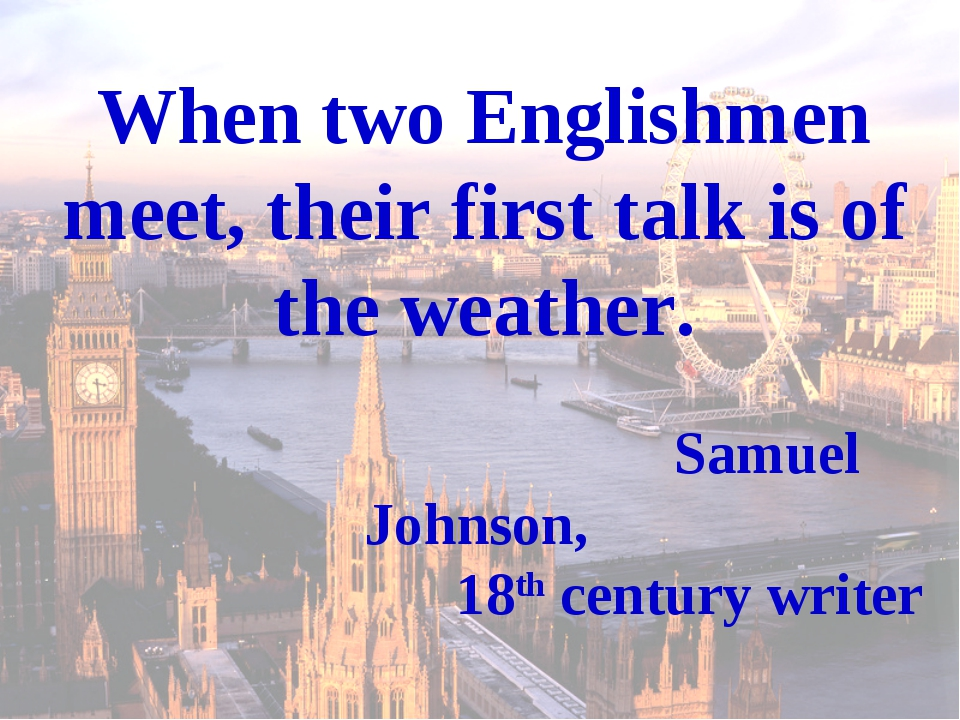 When two Englishmen
meet, their first talk is of
the weather.
Samuel
Johnson,
18th century writer